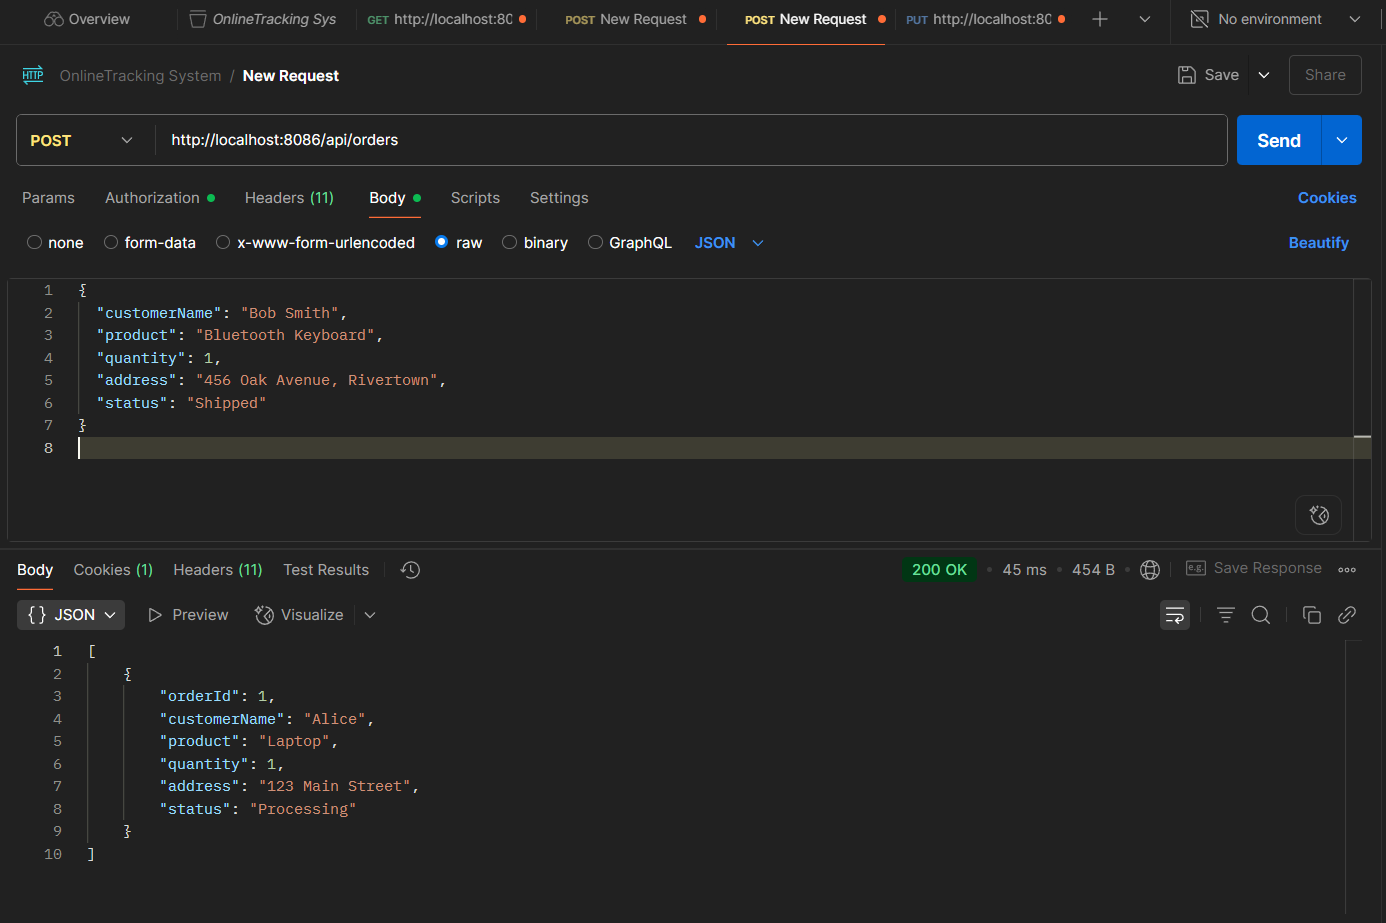 Overview OnlineTracking Sys GET http://localhost:80 POST New Request POST New Request PUT http://localhost:80 No environment
HTTP OnlineTracking System / New Request Save Share
POST http://localhost:8086/api/orders Send
Params Authorization Headers (11) Body Scripts Settings Cookies
none form-data x-www-form-urlencoded raw binary GraphQL JSON Beautify
1 {
2 "customerName": "Bob Smith",
3 "product": "Bluetooth Keyboard",
4 "quantity": 1,
5 "address": "456 Oak Avenue, Rivertown",
6 "status": "Shipped"
7 }
8
Body Cookies (1) Headers (11) Test Results 200 OK • 45 ms • 454 B • e.g. Save Response
{} JSON Preview Visualize
1 [
2 {
3 "orderId": 1,
4 "customerName": "Alice",
5 "product": "Laptop",
6 "quantity": 1,
7 "address": "123 Main Street",
8 "status": "Processing"
9 }
10 ]